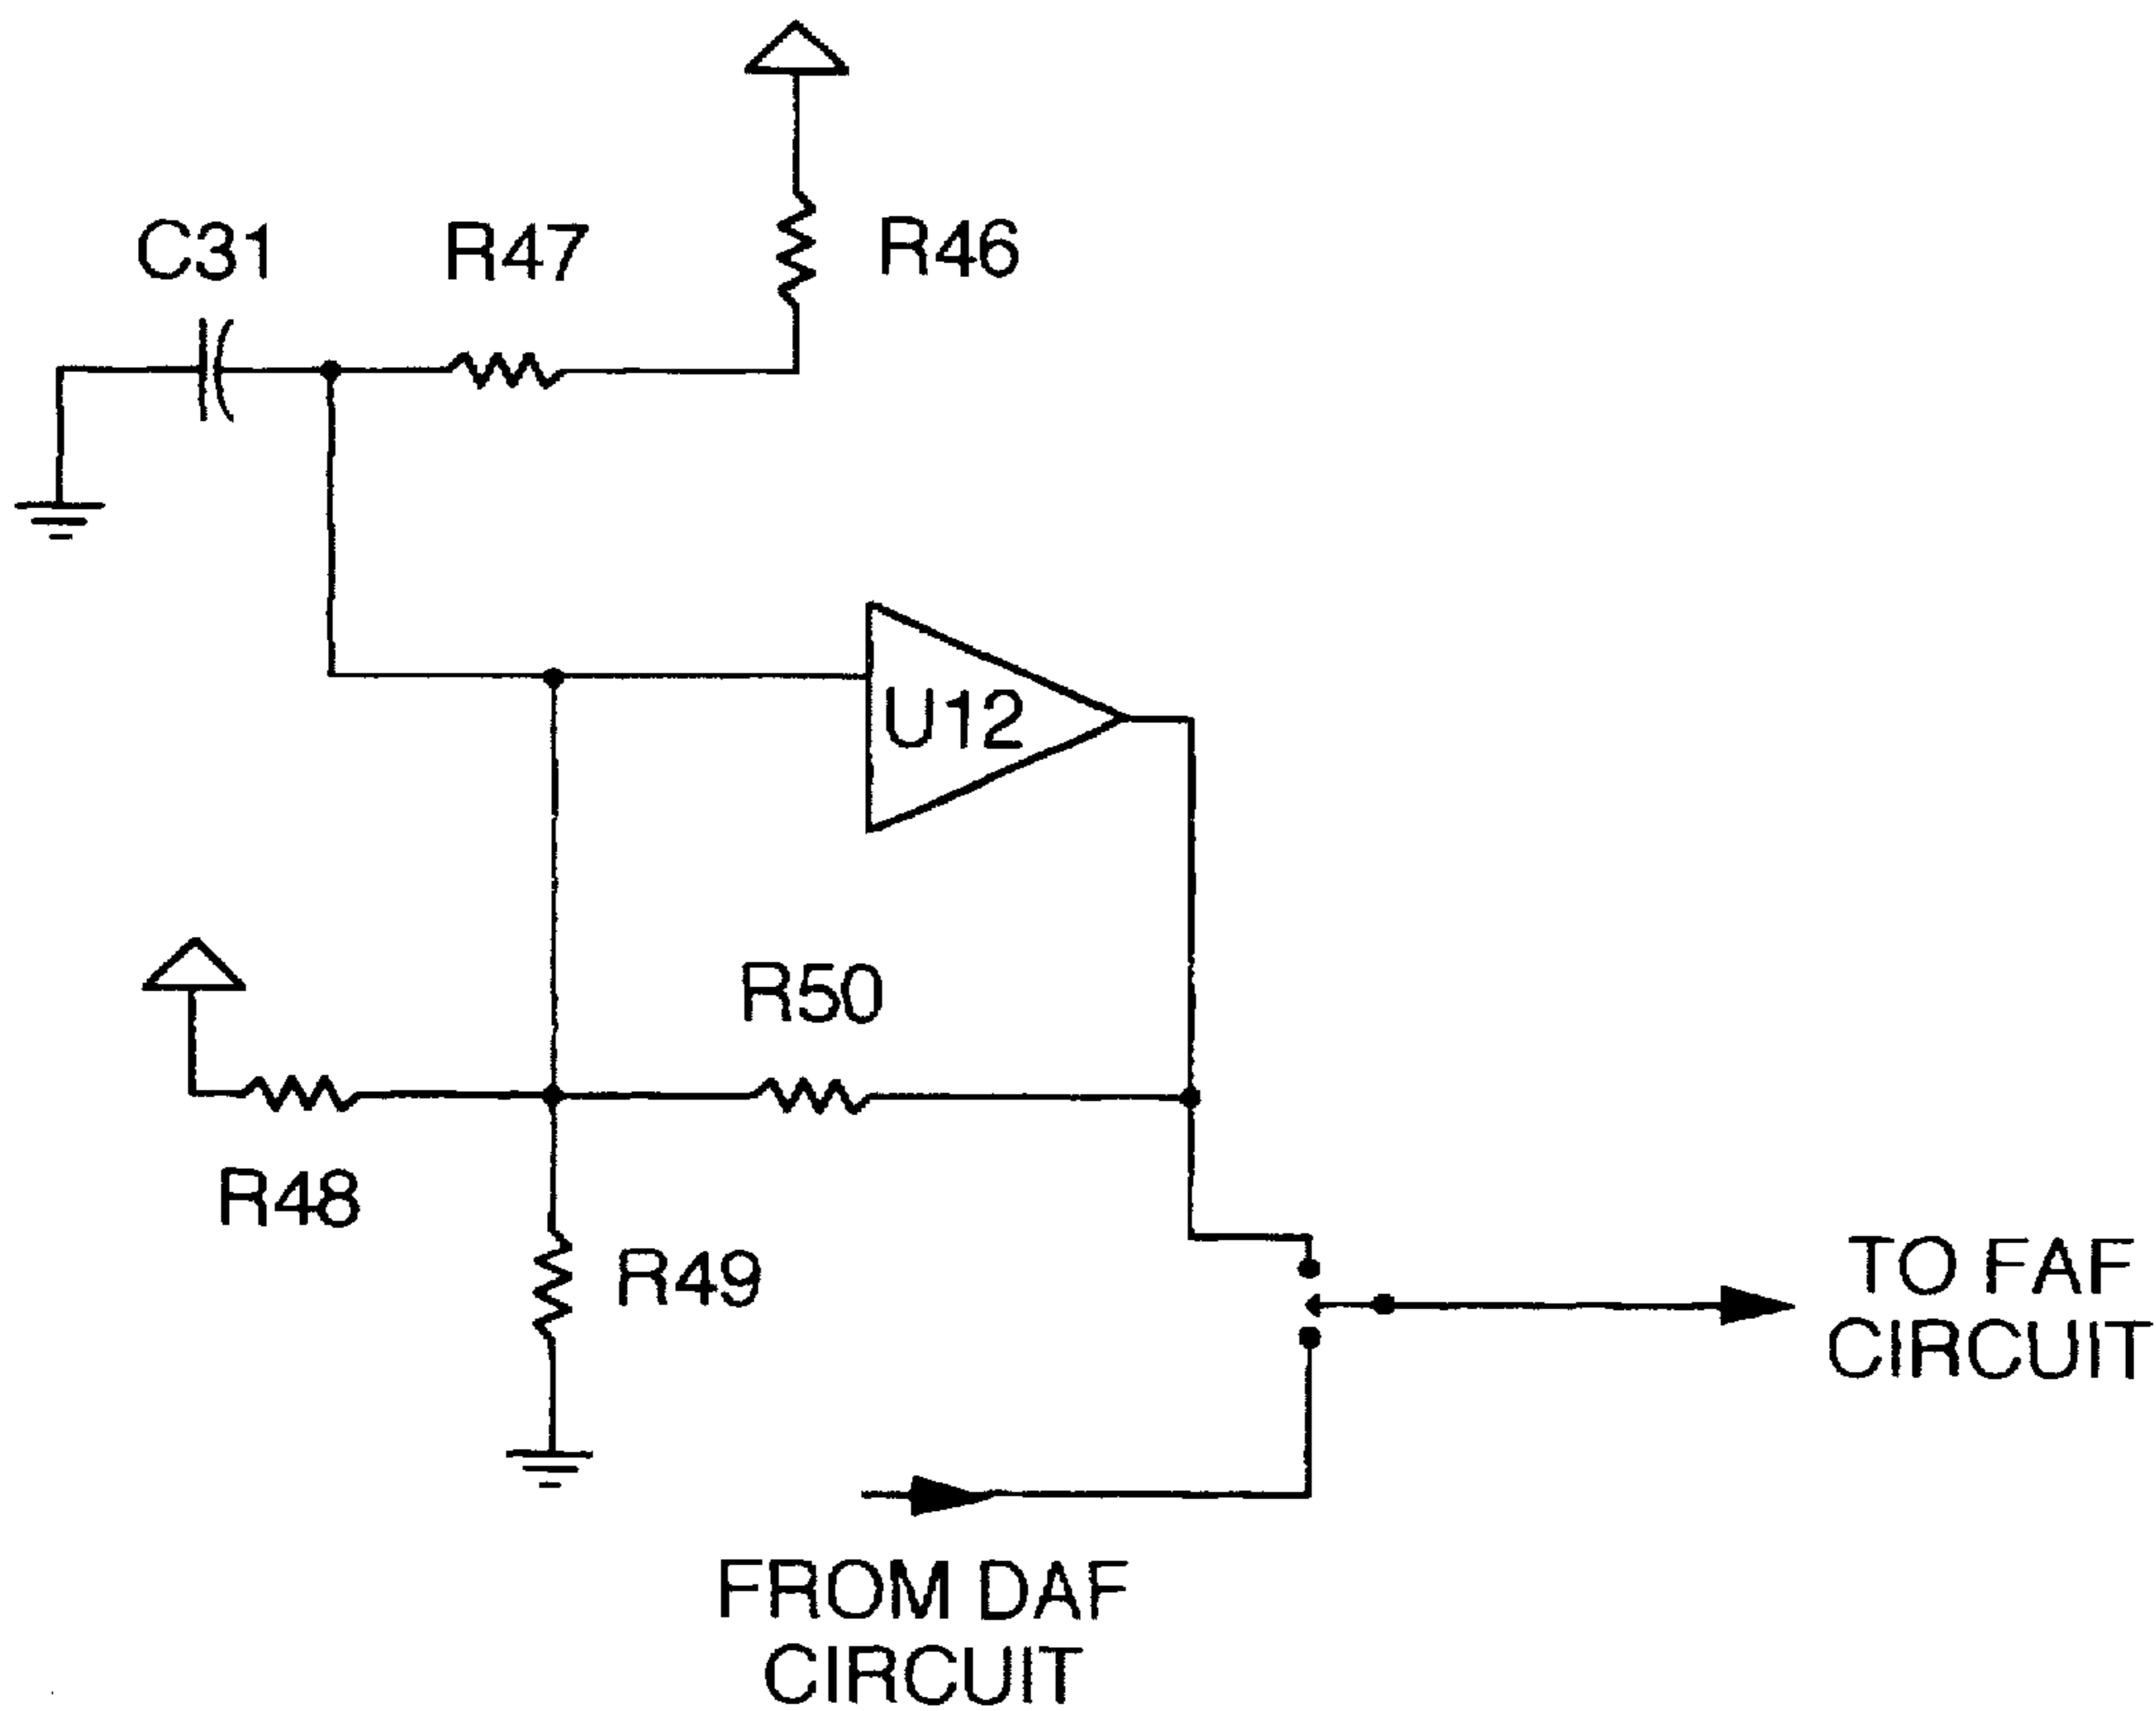 C31
R47
R46
U12
R50
R48
R49
TO FAF
CIRCUIT
FROM DAF
CIRCUIT